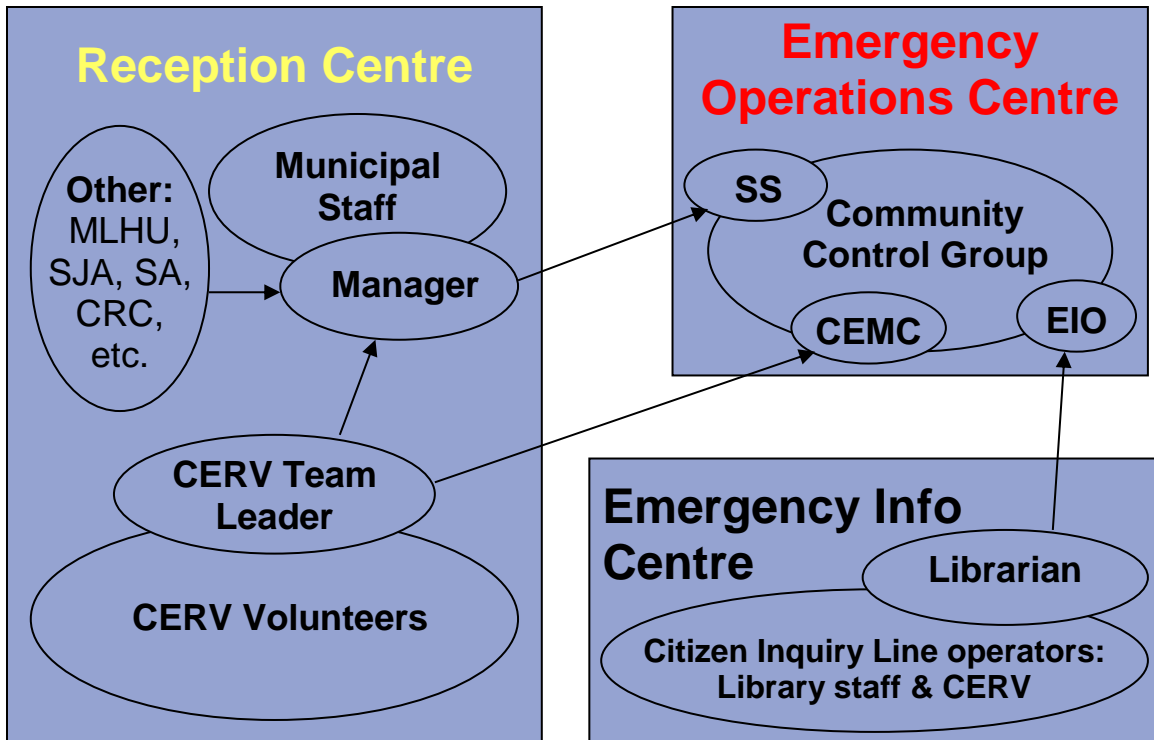 Reception Centre
Other:
MLHU,
SJA, SA,
CRC,
etc.
Municipal
Staff
Manager
CERV Team
Leader
CERV Volunteers
Emergency
Operations Centre
SS
Community
Control Group
CEMC
EIO
Emergency Info
Centre
Librarian
Citizen Inquiry Line operators:
Library staff & CERV